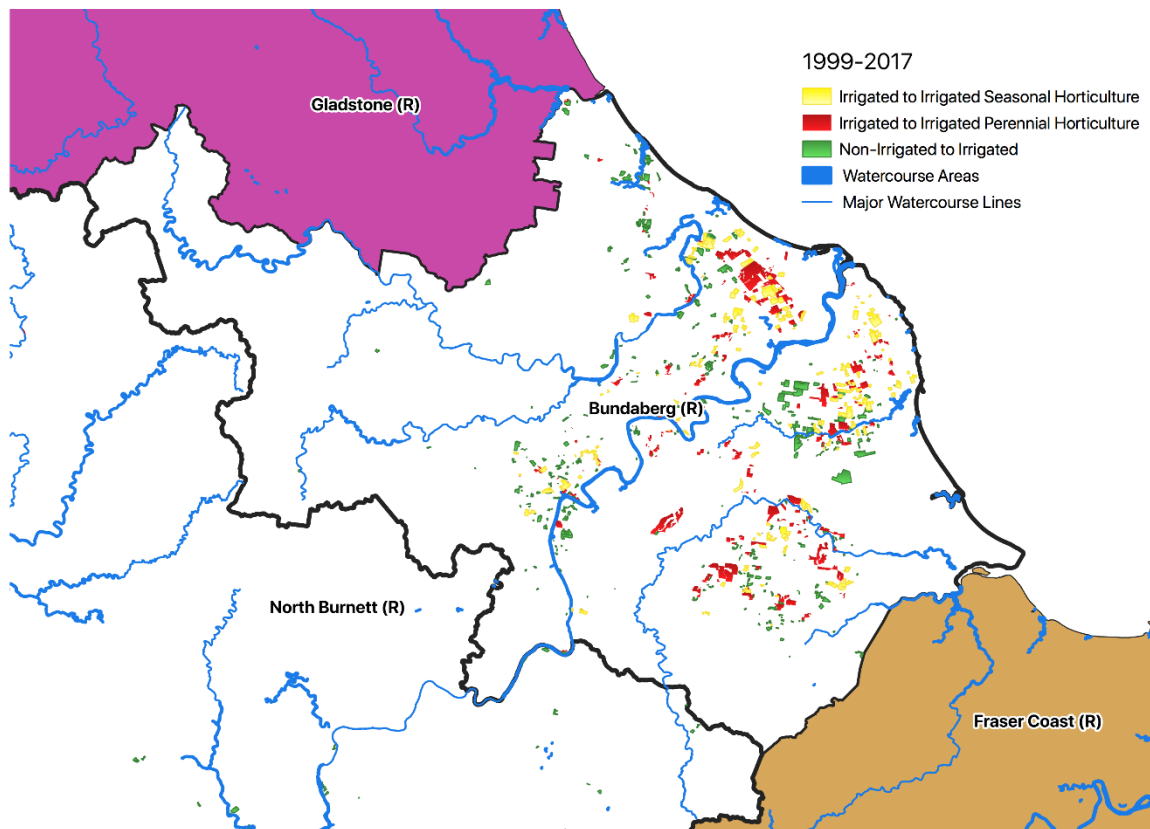 1999-2017
Irrigated to Irrigated Seasonal Horticulture
Irrigated to Irrigated Perennial Horticulture
Non-Irrigated to Irrigated
Watercourse Areas
Major Watercourse Lines
Gladstone (R)
Bundaberg (R)
North Burnett (R)
Fraser Coast (R)